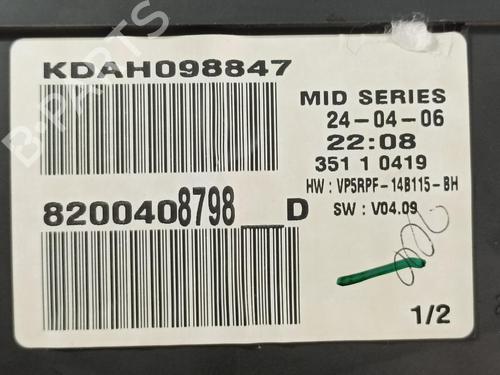 KDAH098847
MID SERIES
24-04-06
22:08
351 1 0419
HW : VP5RPF-14B115-BH
SW : V04.09
8200408798__D
1/2
B-PARTS